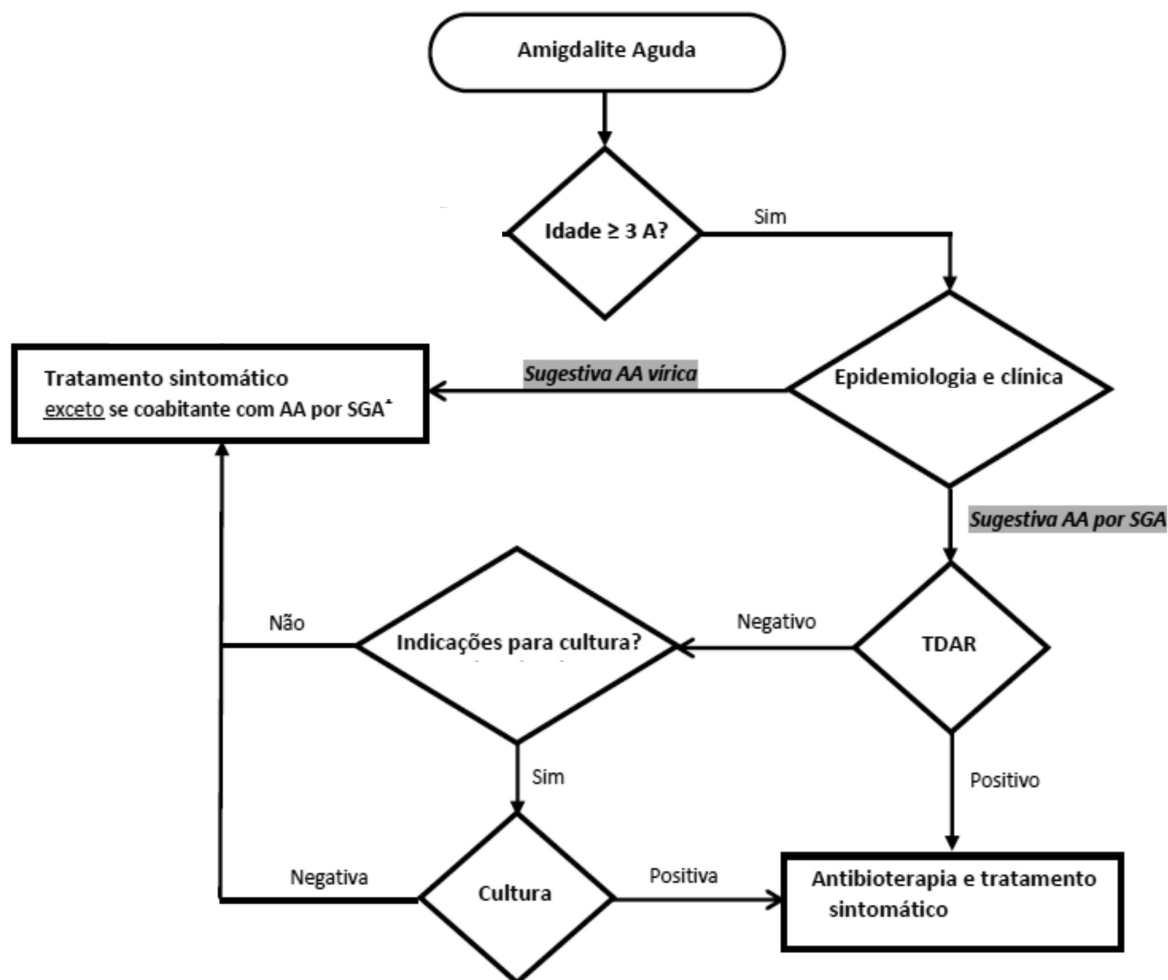 Amigdalite Aguda
Idade ≥ 3 A?
Sim
Epidemiologia e clínica
Sugestiva AA vírica
Tratamento sintomático
exceto se coabitante com AA por SGA
Sugestiva AA por SGA
TDAR
Negativo
Indicações para cultura?
Não
Sim
Positivo
Cultura
Negativa
Positiva
Antibioterapia e tratamento
sintomático